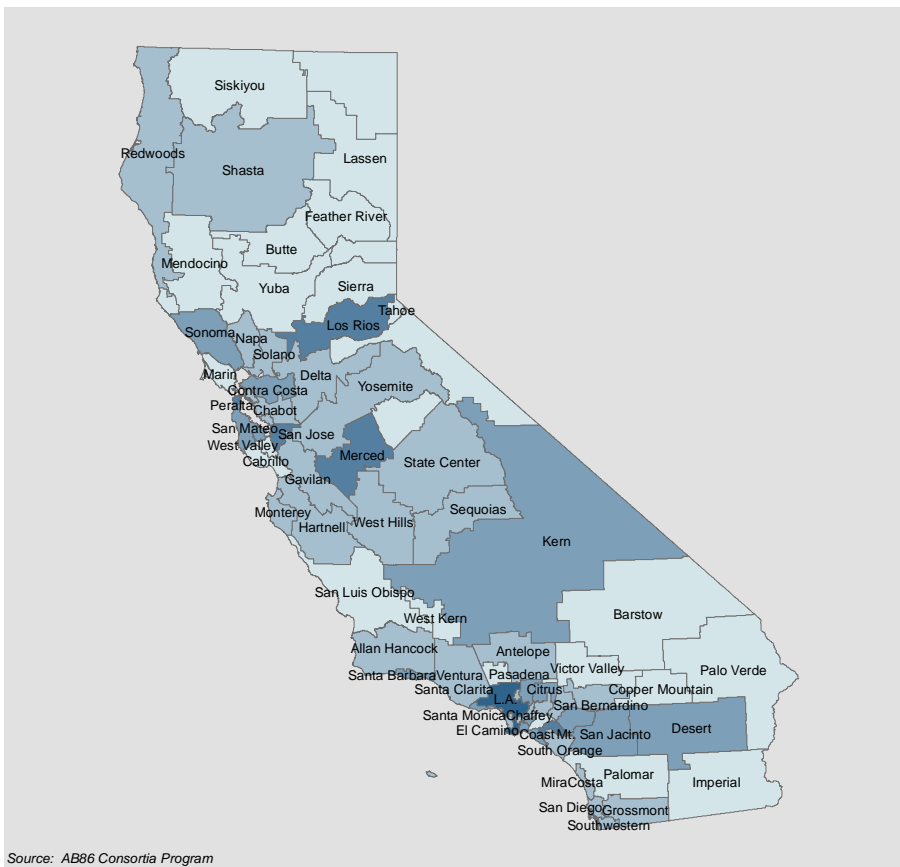 Siskiyou
Redwoods
Lassen
Shasta
Feather River
Butte
Mendocino
Yuba
Sierra
Tahoe
Los Rios
Sonoma
Napa
Solano
Marin
Delta
Yosemite
Contra Costa
Peralta
Chabot
San Mateo
San Jose
West Valley
Merced
Cabrillo
State Center
Gavilan
Monterey
Sequoias
Hartnell
West Hills
Kern
San Luis Obispo
West Kern
Barstow
Allan Hancock
Antelope
Victor Valley
Palo Verde
Santa Barbara
Ventura
Pasadena
Santa Clarita
Citrus
Copper Mountain
L.A.
San Bernardino
Santa Monica
Chaffey
El Camino
Coast
Mt.
San Jacinto
Desert
South Orange
Palomar
MiraCosta
Imperial
San Diego
Grossmont
Southwestern
Source: AB86 Consortia Program